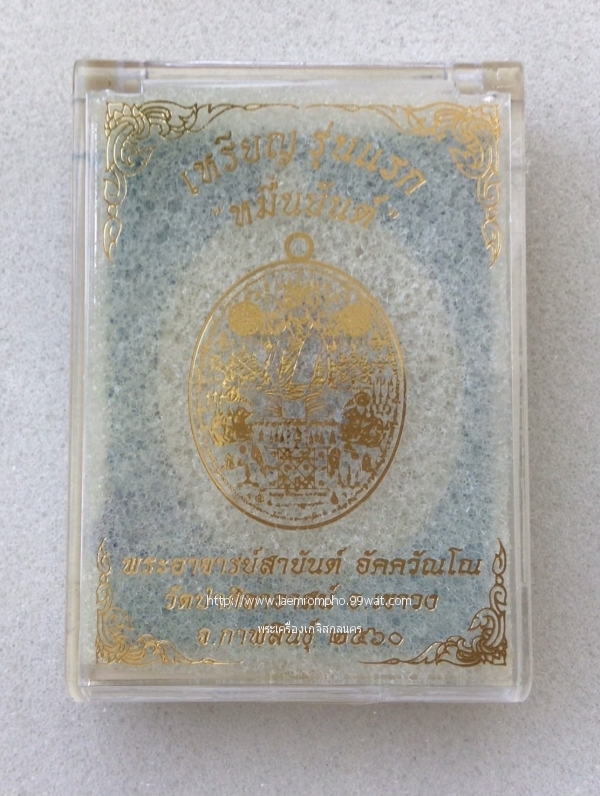 เหรียญ รุ่นแรก
"หมื่นยันต์"
พระอาจารย์สายันต์ อัคควัณโณ
http://www.laemrompho.99wat.com
พระเครื่องเกจิสกลนคร
จ.กาฬสินธุ์ ๒๕๖๐